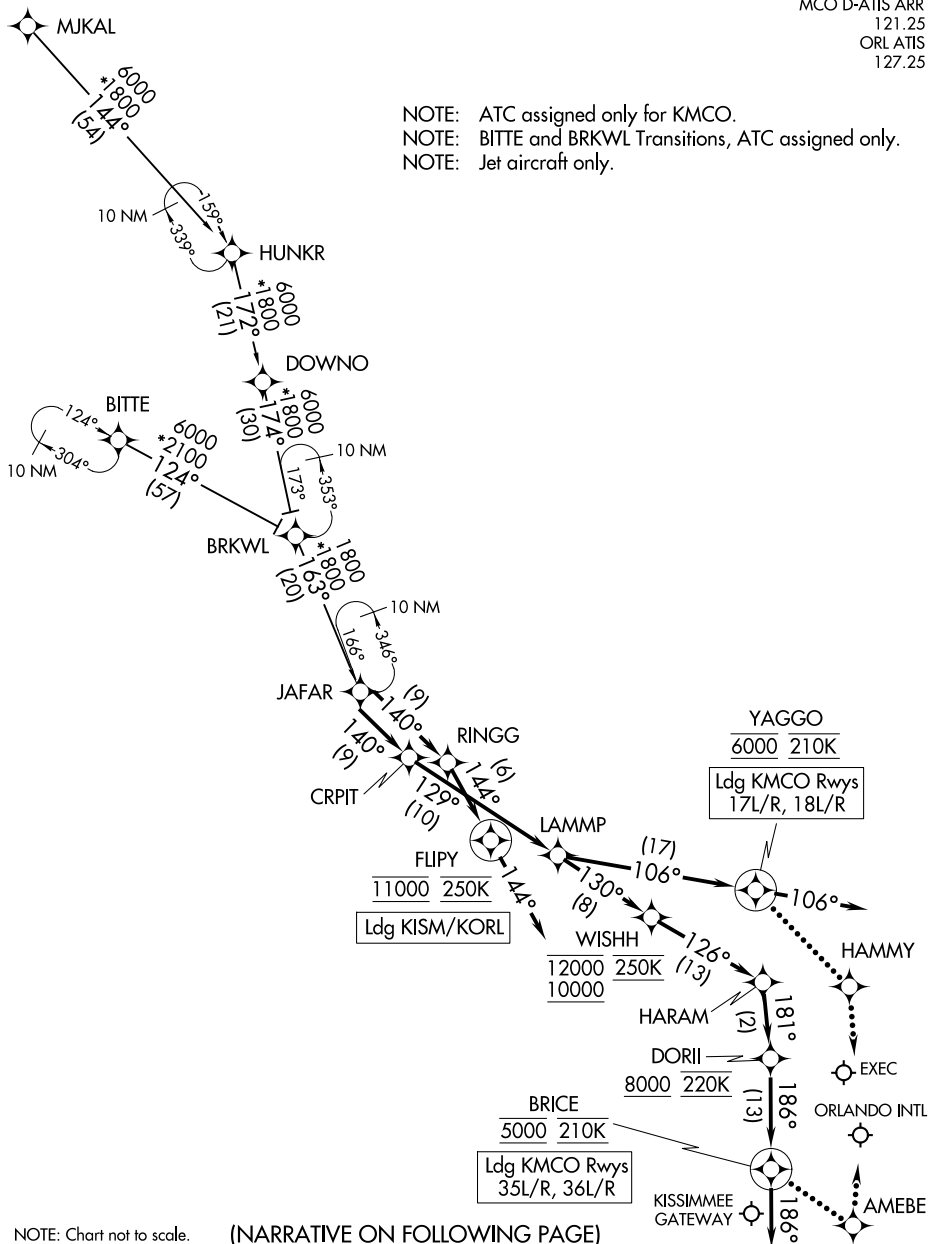 MCO D-ATIS ARR
121.25
ORL ATIS
127.25
MJKAL
6000
*1800
144°
(54)
NOTE: ATC assigned only for KMCO.
NOTE: BITTE and BRKWL Transitions, ATC assigned only.
NOTE: Jet aircraft only.
10 NM
159°
339°
HUNKR
6000
*1800
172°
(21)
DOWNO
6000
*1800
174°
(30)
BITTE
124°
304°
10 NM
6000
*2100
124°
(57)
10 NM
173°
353°
BRKWL
1800
*1800
163°
(20)
10 NM
166°
346°
JAFAR
(9)
140°
140°
(9)
RINGG
(6)
144°
CRPIT
129°
(10)
YAGGO
6000 210K
Ldg KMCO Rwys
17L/R, 18L/R
LAMMP
(17)
106°
106°
FLIPY
11000 250K
Ldg KISM/KORL
144°
130°
(8)
WISHH
12000 250K
10000
126°
(13)
HAMMY
HARAM
181°
(2)
DORII
8000 220K
EXEC
186°
(13)
ORLANDO INTL
BRICE
5000 210K
Ldg KMCO Rwys
35L/R, 36L/R
KISSIMMEE
GATEWAY
186°
AMEBE
NOTE: Chart not to scale.
(NARRATIVE ON FOLLOWING PAGE)